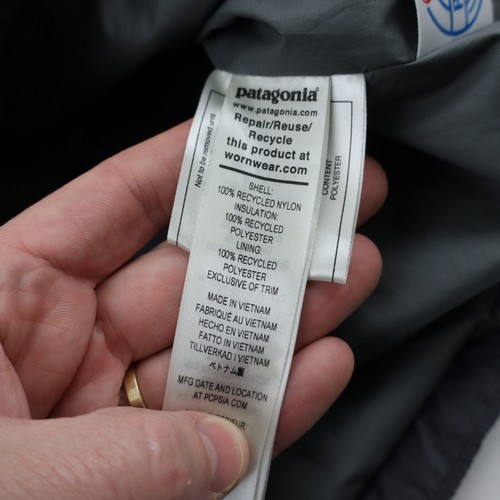 patagonia®
www.patagonia.com
Repair/Reuse/
Recycle
this product at
wornwear.com
SHELL:
100% RECYCLED NYLON
INSULATION:
100% RECYCLED
POLYESTER
LINING:
100% RECYCLED
POLYESTER
EXCLUSIVE OF TRIM
MADE IN VIETNAM
FABRIQUÉ AU VIETNAM
HECHO EN VIETNAM
FATTO IN VIETNAM
TILLVERKAD I VIETNAM
ベトナム製
MFG DATE AND LOCATION
AT PCPSIA.COM
Not to be removed until
CONTENT
POLYESTER